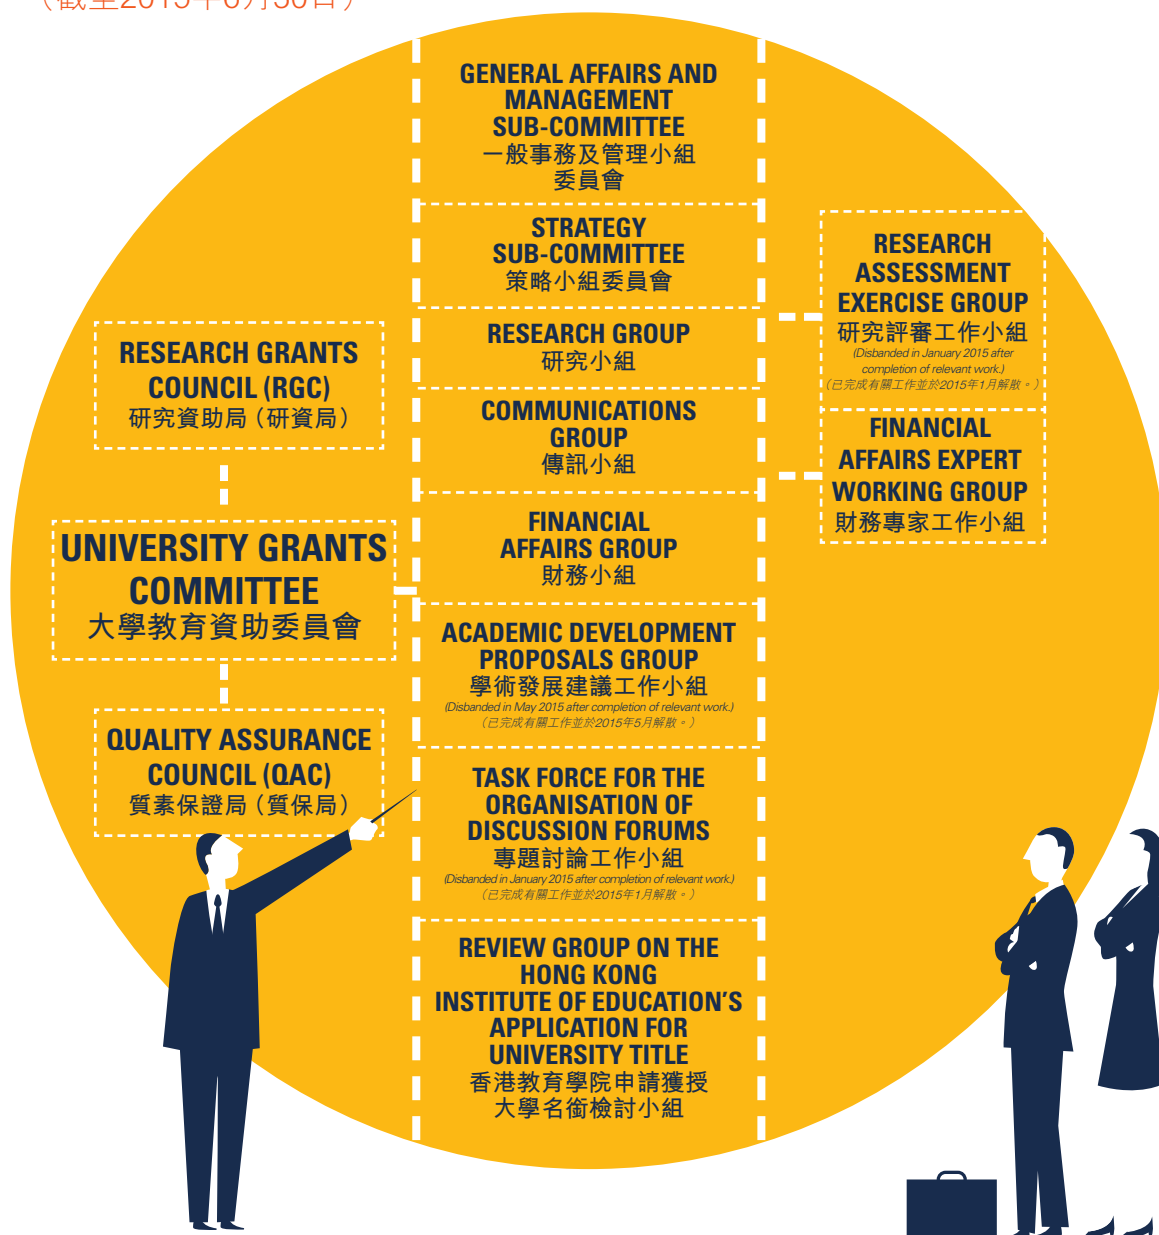 （截至2015年6月30日）
RESEARCH GRANTS
COUNCIL (RGC)
研究資助局（研資局）
UNIVERSITY GRANTS
COMMITTEE
大學教育資助委員會
QUALITY ASSURANCE
COUNCIL (QAC)
質素保證局（質保局）
GENERAL AFFAIRS AND
MANAGEMENT
SUB-COMMITTEE
一般事務及管理小組
委員會
STRATEGY
SUB-COMMITTEE
策略小組委員會
RESEARCH GROUP
研究小組
COMMUNICATIONS
GROUP
傳訊小組
FINANCIAL
AFFAIRS GROUP
財務小組
ACADEMIC DEVELOPMENT
PROPOSALS GROUP
學術發展建議工作小組
(Disbanded in May 2015 after completion of relevant work.)
（已完成有關工作並於2015年5月解散。）
TASK FORCE FOR THE
ORGANISATION OF
DISCUSSION FORUMS
專題討論工作小組
(Disbanded in January 2015 after completion of relevant work.)
（已完成有關工作並於2015年1月解散。）
REVIEW GROUP ON THE
HONG KONG
INSTITUTE OF EDUCATION'S
APPLICATION FOR
UNIVERSITY TITLE
香港教育學院申請獲授
大學名銜檢討小組
RESEARCH
ASSESSMENT
EXERCISE GROUP
研究評審工作小組
(Disbanded in January 2015 after
completion of relevant work.)
（已完成有關工作並於2015年1月解散。）
FINANCIAL
AFFAIRS EXPERT
WORKING GROUP
財務專家工作小組